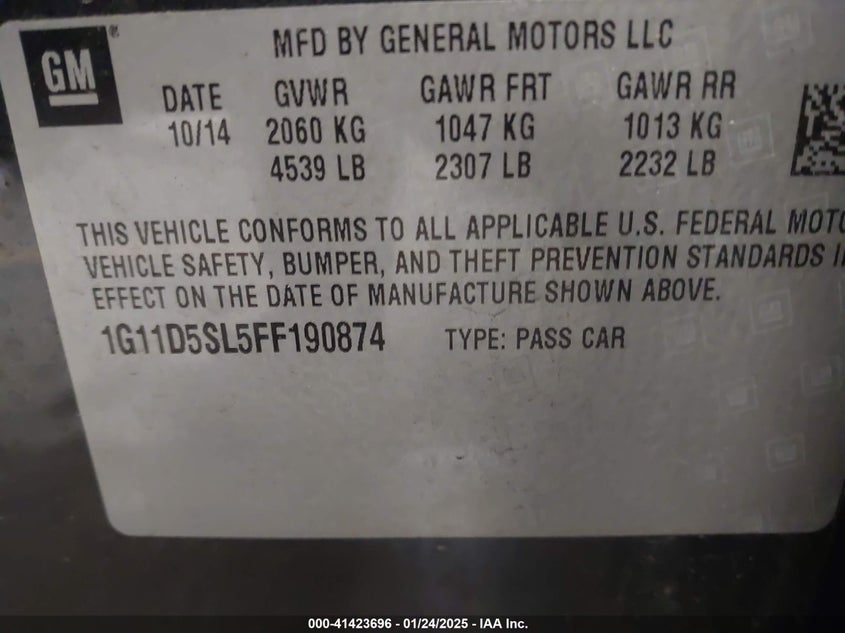 GM
MFD BY GENERAL MOTORS LLC
DATE GVWR GAWR FRT GAWR RR
10/14 2060 KG 1047 KG 1013 KG
4539 LB 2307 LB 2232 LB
THIS VEHICLE CONFORMS TO ALL APPLICABLE U.S. FEDERAL MOTO
VEHICLE SAFETY, BUMPER, AND THEFT PREVENTION STANDARDS I
EFFECT ON THE DATE OF MANUFACTURE SHOWN ABOVE.
1G11D5SL5FF190874 TYPE: PASS CAR
000-41423696 - 01/24/2025 - IAA Inc.